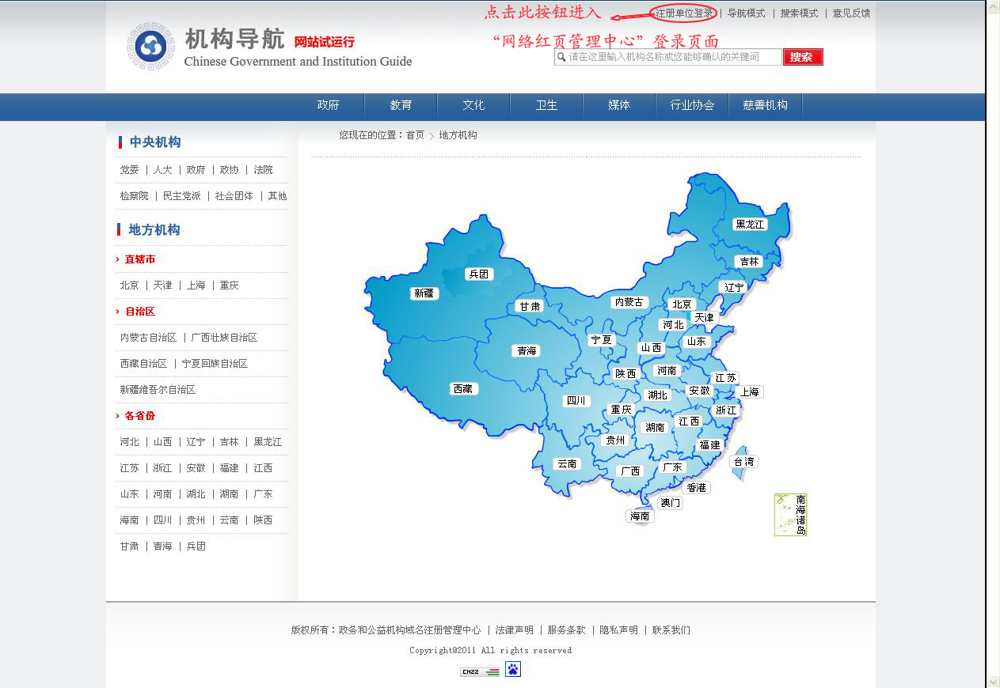 点击此按钮进入
注册单位登录 | 导航模式 | 搜索模式 | 意见反馈
机构导航 网站试运行
“网络红页管理中心”登录页面
Chinese Government and Institution Guide
请在这里输入机构名称或您能够确认的关键词 搜索
政府 教育 文化 卫生 媒体 行业协会 慈善机构
您现在的位置：首页 > 地方机构
中央机构
党委 | 人大 | 政府 | 政协 | 法院
检察院 | 民主党派 | 社会团体 | 其他
地方机构
直辖市
北京 | 天津 | 上海 | 重庆
自治区
内蒙古自治区 | 广西壮族自治区
西藏自治区 | 宁夏回族自治区
新疆维吾尔自治区
各省份
河北 | 山西 | 辽宁 | 吉林 | 黑龙江
江苏 | 浙江 | 安徽 | 福建 | 江西
山东 | 河南 | 湖北 | 湖南 | 广东
海南 | 四川 | 贵州 | 云南 | 陕西
甘肃 | 青海 | 兵团
黑龙江
吉林
兵团
辽宁
新疆
内蒙古
北京
甘肃
天津
河北
宁夏
山东
山西
青海
河南
陕西
江苏
西藏
安徽
上海
湖北
四川
重庆
浙江
江西
湖南
贵州
福建
台湾
云南
广东
广西
香港
澳门
南海诸岛
海南
版权所有：政务和公益机构域名注册管理中心 | 法律声明 | 服务条款 | 隐私声明 | 联系我们
Copyright@2011 All rights reserved
CNZZ